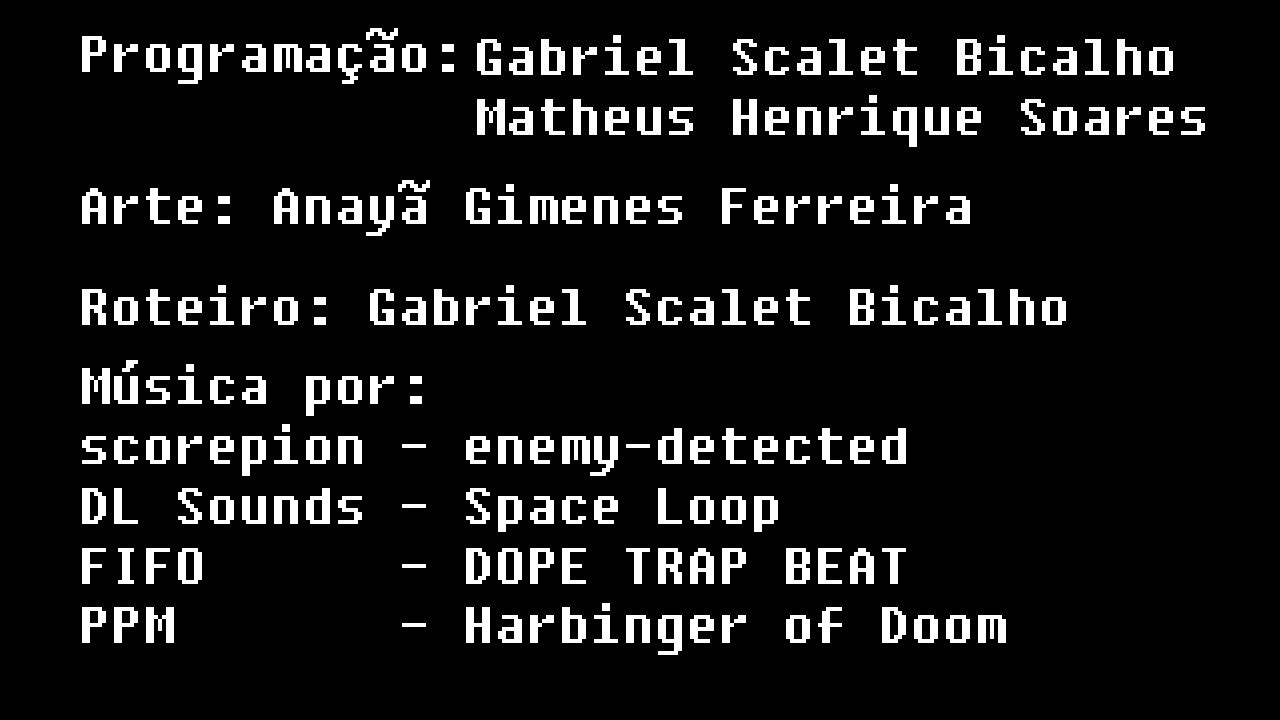 Programação: Gabriel Scalet Bicalho
Matheus Henrique Soares
Arte: Anayã Gimenes Ferreira
Roteiro: Gabriel Scalet Bicalho
Música por:
scorepion - enemy-detected
DL Sounds - Space Loop
FIFO - DOPE TRAP BEAT
PPM - Harbinger of Doom